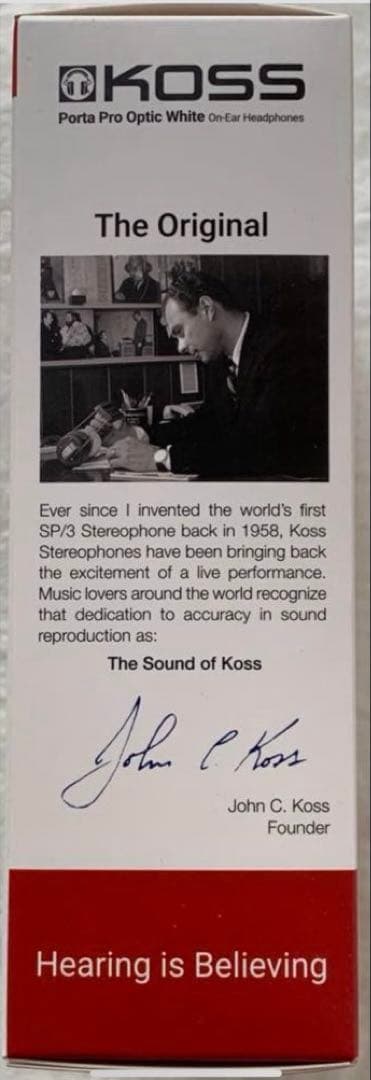 KOSS
Porta Pro Optic White On-Ear Headphones
The Original
Ever since I invented the world's first
SP/3 Stereophone back in 1958, Koss
Stereophones have been bringing back
the excitement of a live performance.
Music lovers around the world recognize
that dedication to accuracy in sound
reproduction as:
The Sound of Koss
John C. Koss
John C. Koss
Founder
Hearing is Believing